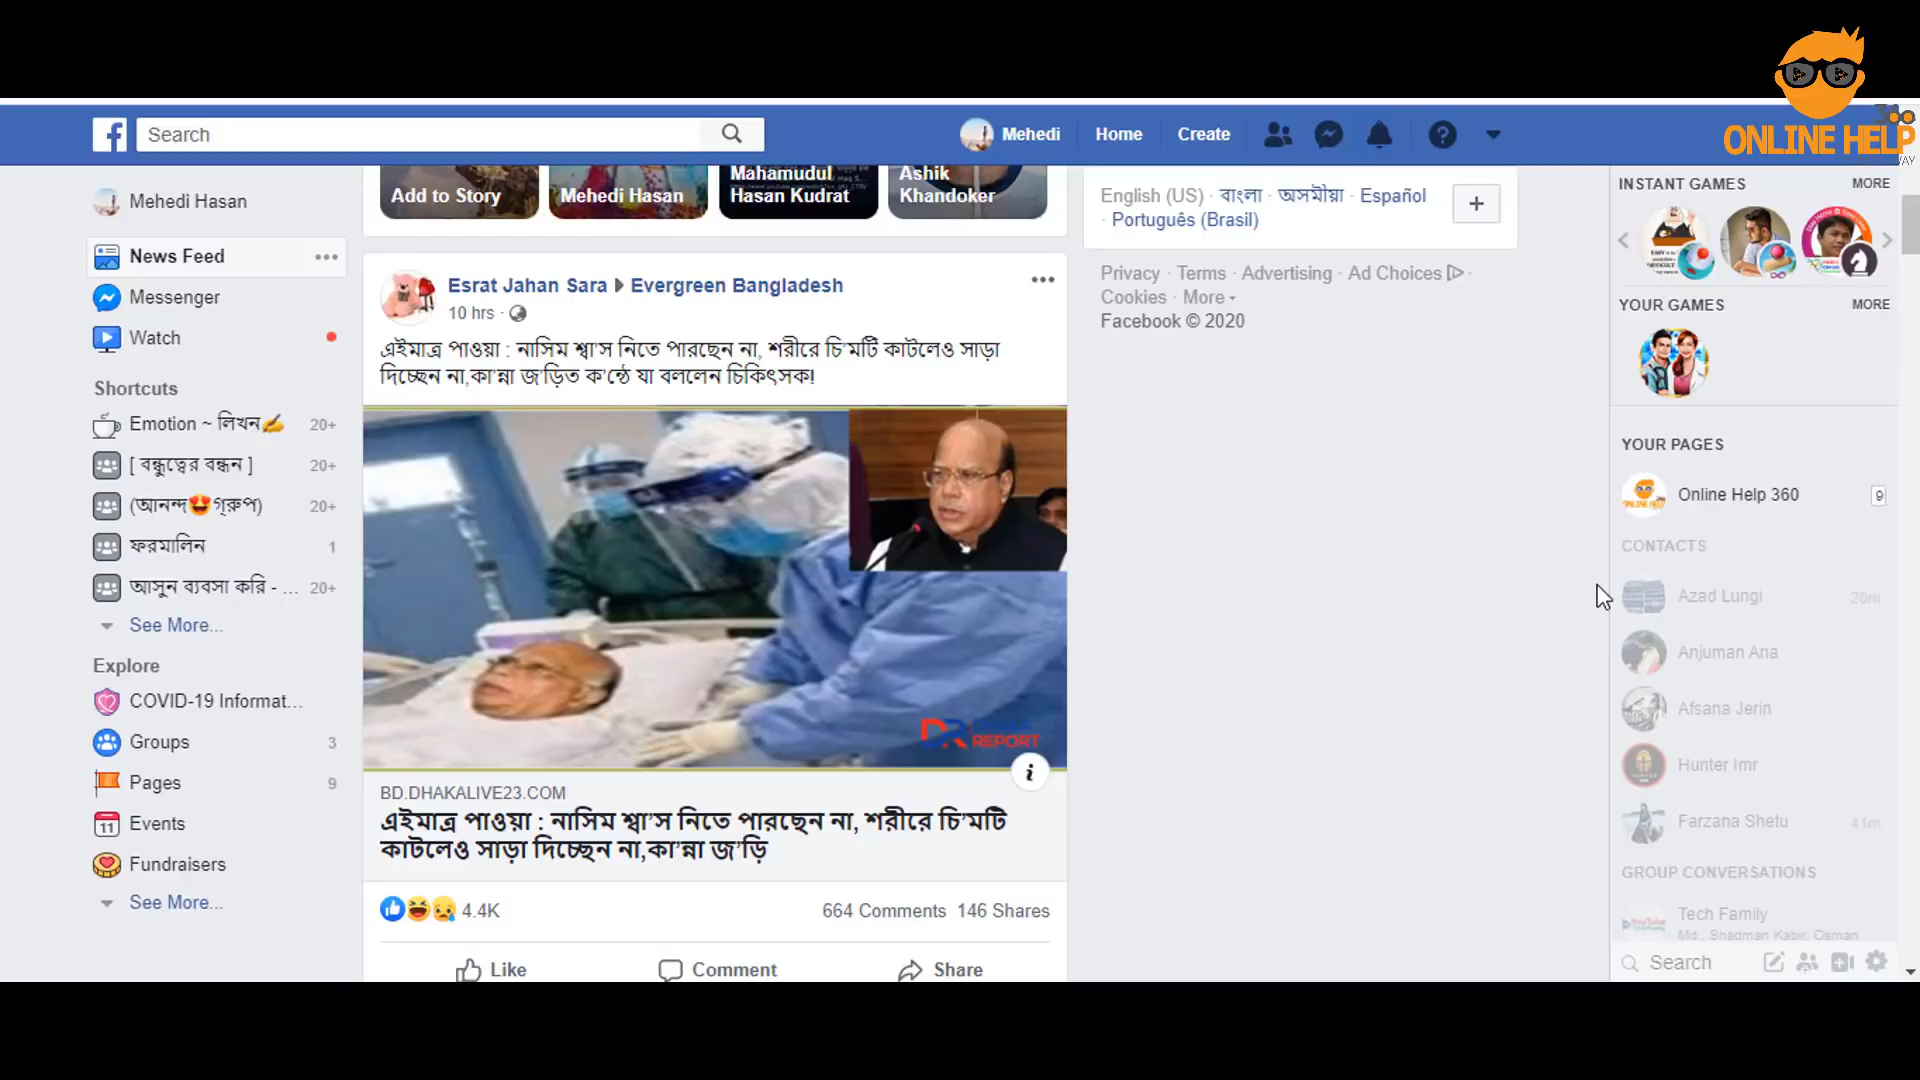 ONLINE HELP
Search
Mehedi
Home
Create
Mehedi Hasan
News Feed
Messenger
Watch
Shortcuts
Emotion ~ লিখন✍
20+
[ বন্ধুত্বের বন্ধন ]
20+
(আনন্দ😍গ্রুপ)
20+
ফরমালিন
1
আসুন ব্যবসা করি - ...
20+
See More...
Explore
COVID-19 Informat...
Groups
3
Pages
9
Events
Fundraisers
See More...
Add to Story
Mehedi Hasan
Mahamudul
Hasan Kudrat
Ashik
Khandoker
Esrat Jahan Sara ▸ Evergreen Bangladesh
10 hrs ·
এইমাত্র পাওয়া : নাসিম শ্বা'স নিতে পারছেন না, শরীরে চি'মটি কাটলেও সাড়া
দিচ্ছেন না,কা'ন্না জ'ড়িত ক'ন্ঠে যা বললেন চিকিৎসক!
REPORT
BD.DHAKALIVE23.COM
এইমাত্র পাওয়া : নাসিম শ্বা'স নিতে পারছেন না, শরীরে চি'মটি
কাটলেও সাড়া দিচ্ছেন না,কা'ন্না জ'ড়ি
4.4K
664 Comments 146 Shares
Like
Comment
Share
English (US) · বাংলা · অসমীয়া · Español
· Português (Brasil)
Privacy · Terms · Advertising · Ad Choices ·
Cookies · More
Facebook © 2020
INSTANT GAMES
MORE
YOUR GAMES
MORE
YOUR PAGES
Online Help 360
9
CONTACTS
Azad Lungi
Anjuman Ana
Afsana Jerin
Hunter Imr
Farzana Shetu
41m
GROUP CONVERSATIONS
Tech Family
Md., Shadman Kabir, Osman
Search